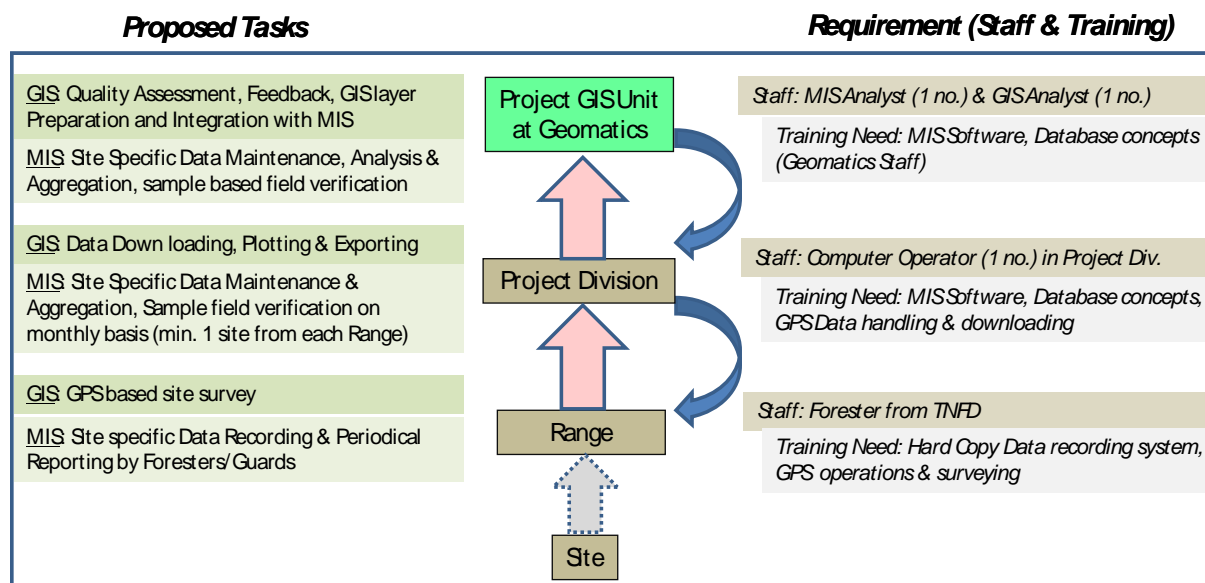 Proposed Tasks
Requirement (Staff & Training)
GIS: Quality Assessment, Feedback, GIS layer
Preparation and Integration with MIS
MIS: Site Specific Data Maintenance, Analysis &
Aggregation, sample based field verification
Project GIS Unit
at Geomatics
Staff: MIS Analyst (1 no.) & GIS Analyst (1 no.)
Training Need: MIS Software, Database concepts
(Geomatics Staff)
GIS: Data Down loading, Plotting & Exporting
MIS: Site Specific Data Maintenance &
Aggregation, Sample field verification on
monthly basis (min. 1 site from each Range)
Project Division
Staff: Computer Operator (1 no.) in Project Div.
Training Need: MIS Software, Database concepts,
GPS Data handling & downloading
GIS: GPS based site survey
MIS: Site specific Data Recording & Periodical
Reporting by Foresters/Guards
Range
Staff: Forester from TNFD
Training Need: Hard Copy Data recording system,
GPS operations & surveying
Site